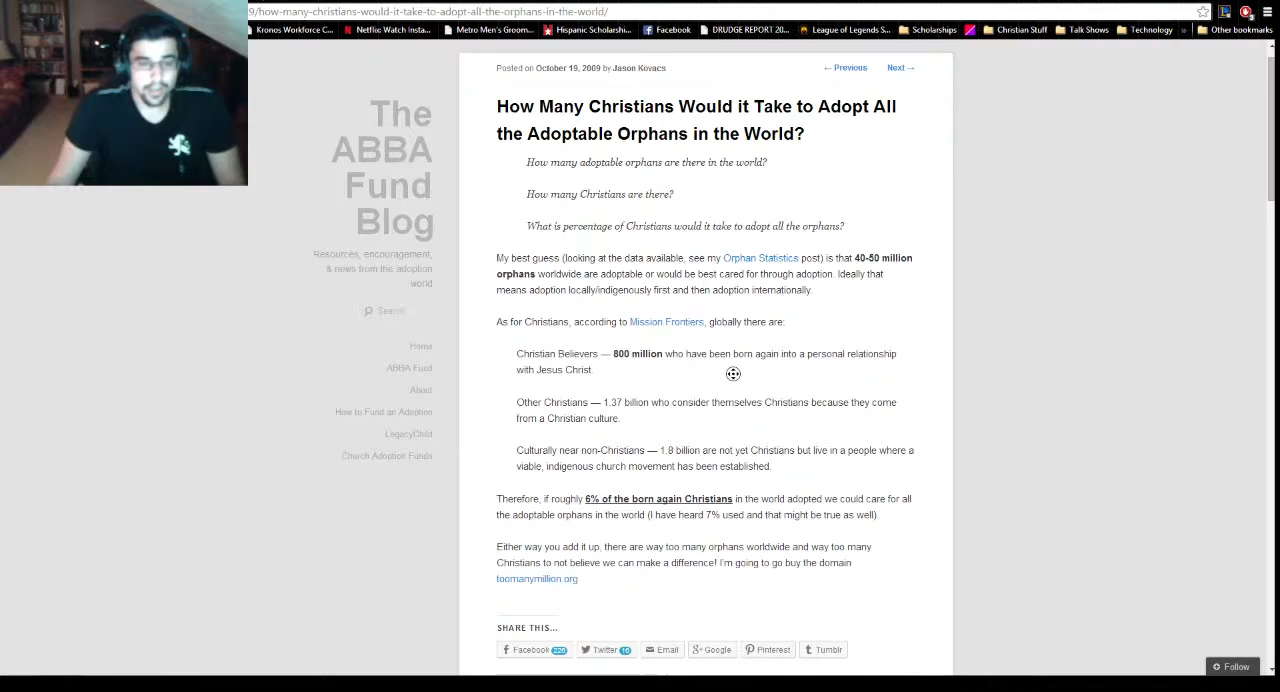 9/how-many-christians-would-it-take-to-adopt-all-the-orphans-in-the-world/
Kronos Workforce C... Netflix Watch Insta... Metro Men's Groom... Hispanic Scholarshi... Facebook DRUDGE REPORT 20... League of Legends S... Scholarships Christian Stuff Talk Shows Technology » Other bookmarks
Posted on October 19, 2009 by Jason Kovacs
← Previous Next →
The
ABBA
Fund
Blog
Resources, encouragement,
& news from the adoption
world
Search
Home
ABBA Fund
About
How to Fund an Adoption
LegacyChild
Church Adoption Funds
How Many Christians Would it Take to Adopt All
the Adoptable Orphans in the World?
How many adoptable orphans are there in the world?
How many Christians are there?
What is percentage of Christians would it take to adopt all the orphans?
My best guess (looking at the data available, see my Orphan Statistics post) is that 40-50 million
orphans worldwide are adoptable or would be best cared for through adoption. Ideally that
means adoption locally/indigenously first and then adoption internationally.
As for Christians, according to Mission Frontiers, globally there are:
Christian Believers — 800 million who have been born again into a personal relationship
with Jesus Christ.
Other Christians — 1.37 billion who consider themselves Christians because they come
from a Christian culture.
Culturally near non-Christians — 1.8 billion are not yet Christians but live in a people where a
viable, indigenous church movement has been established.
Therefore, if roughly 6% of the born again Christians in the world adopted we could care for all
the adoptable orphans in the world (I have heard 7% used and that might be true as well).
Either way you add it up, there are way too many orphans worldwide and way too many
Christians to not believe we can make a difference! I'm going to go buy the domain
toomanymillion.org
SHARE THIS...
Facebook 226 Twitter 16 Email Google Pinterest Tumblr
Follow